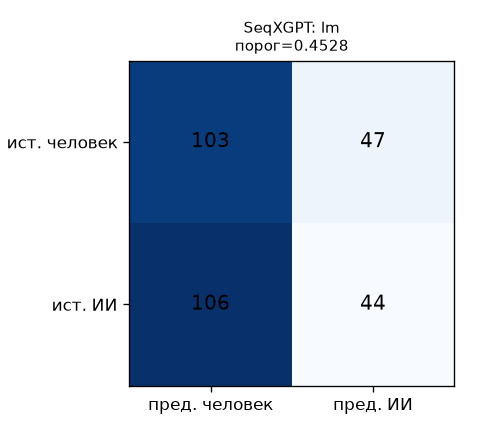 SeqXGPT: lm
порог=0.4528
ист. человек
103
47
ист. ИИ
106
44
пред. человек
пред. ИИ